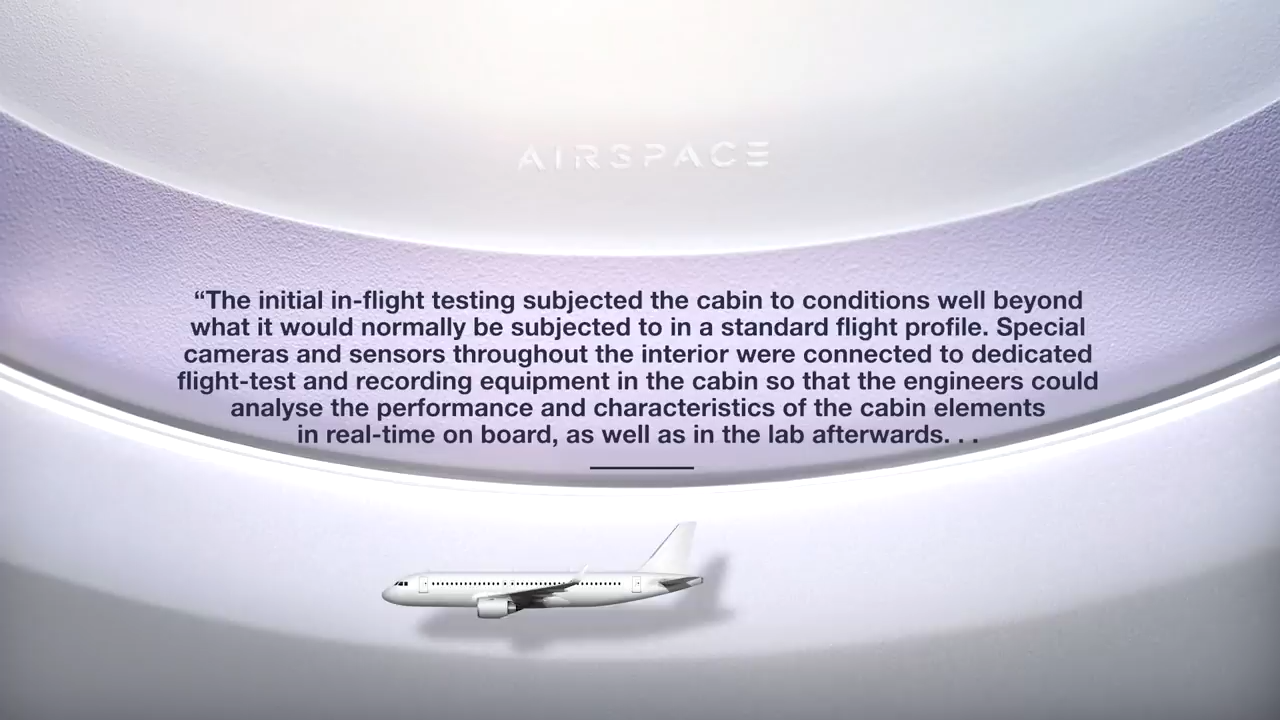 AIRSPACE
“The initial in-flight testing subjected the cabin to conditions well beyond
what it would normally be subjected to in a standard flight profile. Special
cameras and sensors throughout the interior were connected to dedicated
flight-test and recording equipment in the cabin so that the engineers could
analyse the performance and characteristics of the cabin elements
in real-time on board, as well as in the lab afterwards. . .